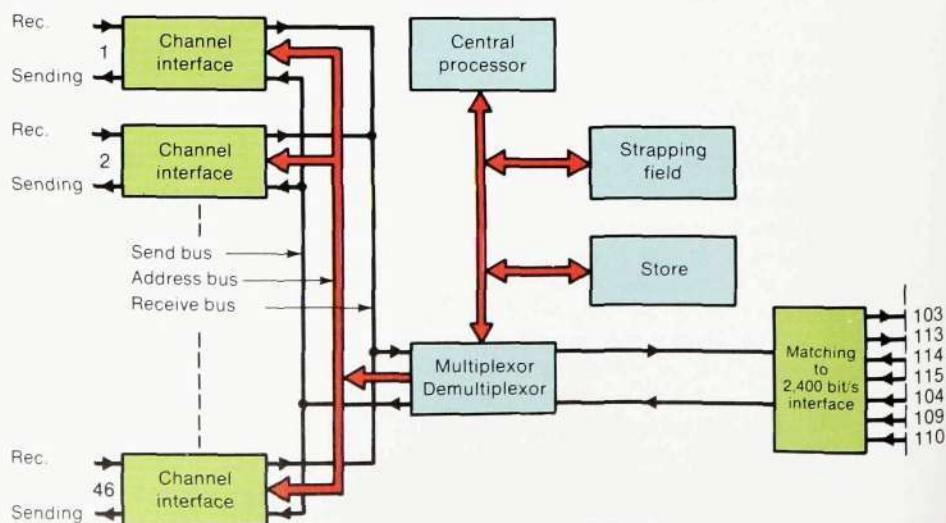 Rec.
1
Sending
Channel
interface
Rec.
2
Sending
Channel
interface
Send bus
Address bus
Receive bus
Rec.
46
Sending
Channel
interface
Central
processor
Strapping
field
Store
Multiplexor
Demultiplexor
Matching
to
2,400 bit/s
interface
103
113
114
115
104
109
110